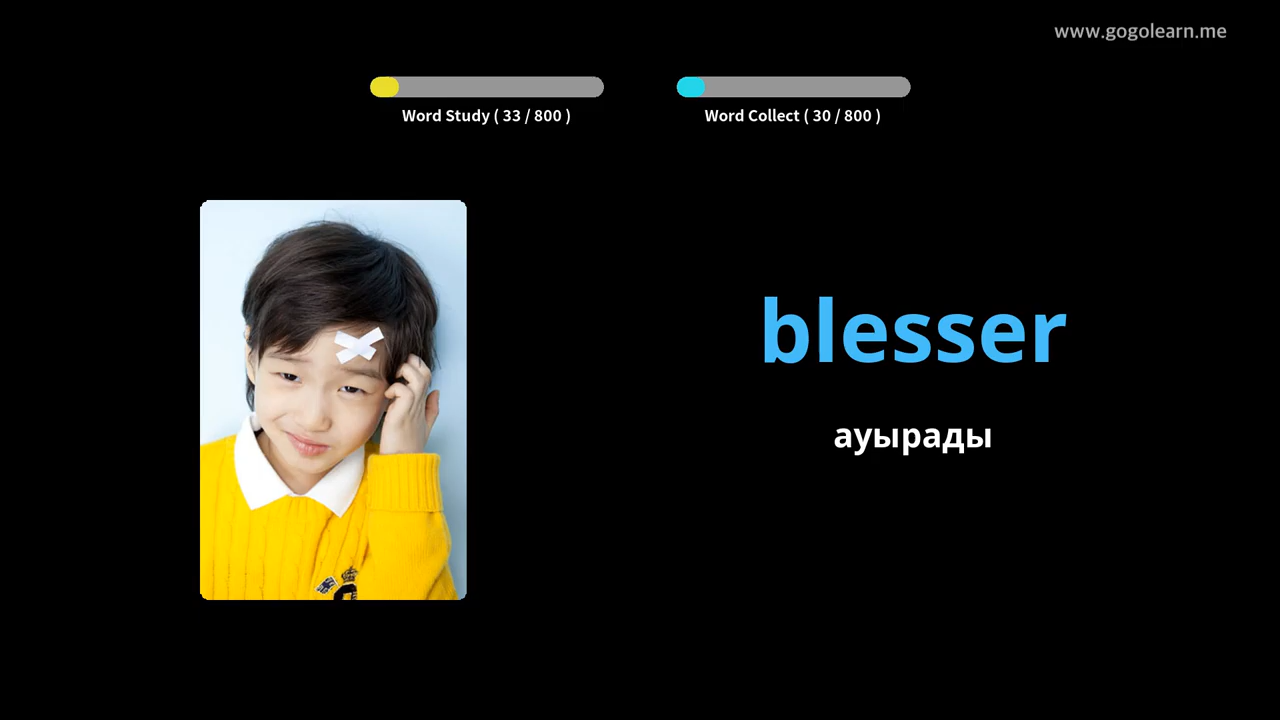 www.gogolearn.me
Word Study ( 33 / 800 )
Word Collect ( 30 / 800 )
blesser
ауырады